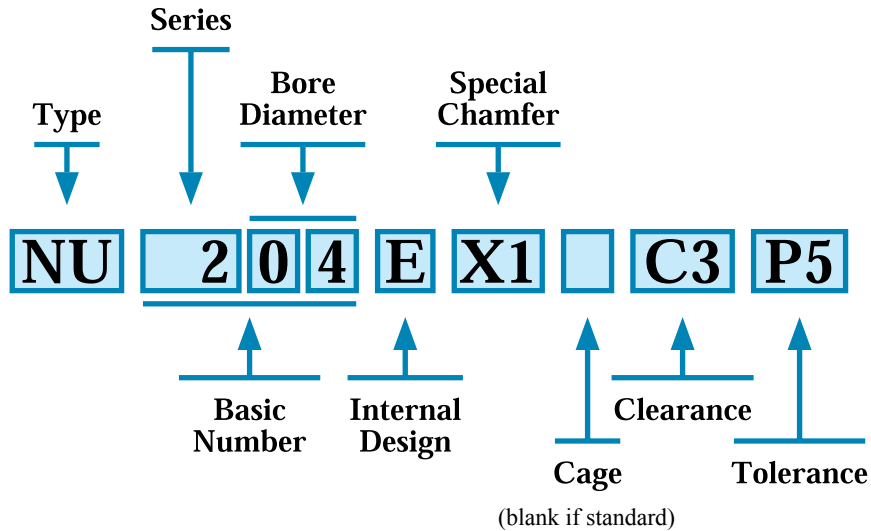 Series
Bore
Diameter
Special
Chamfer
Type
NU 2 0 4 E X1 C3 P5
Basic
Number
Internal
Design
Clearance
Cage
(blank if standard)
Tolerance